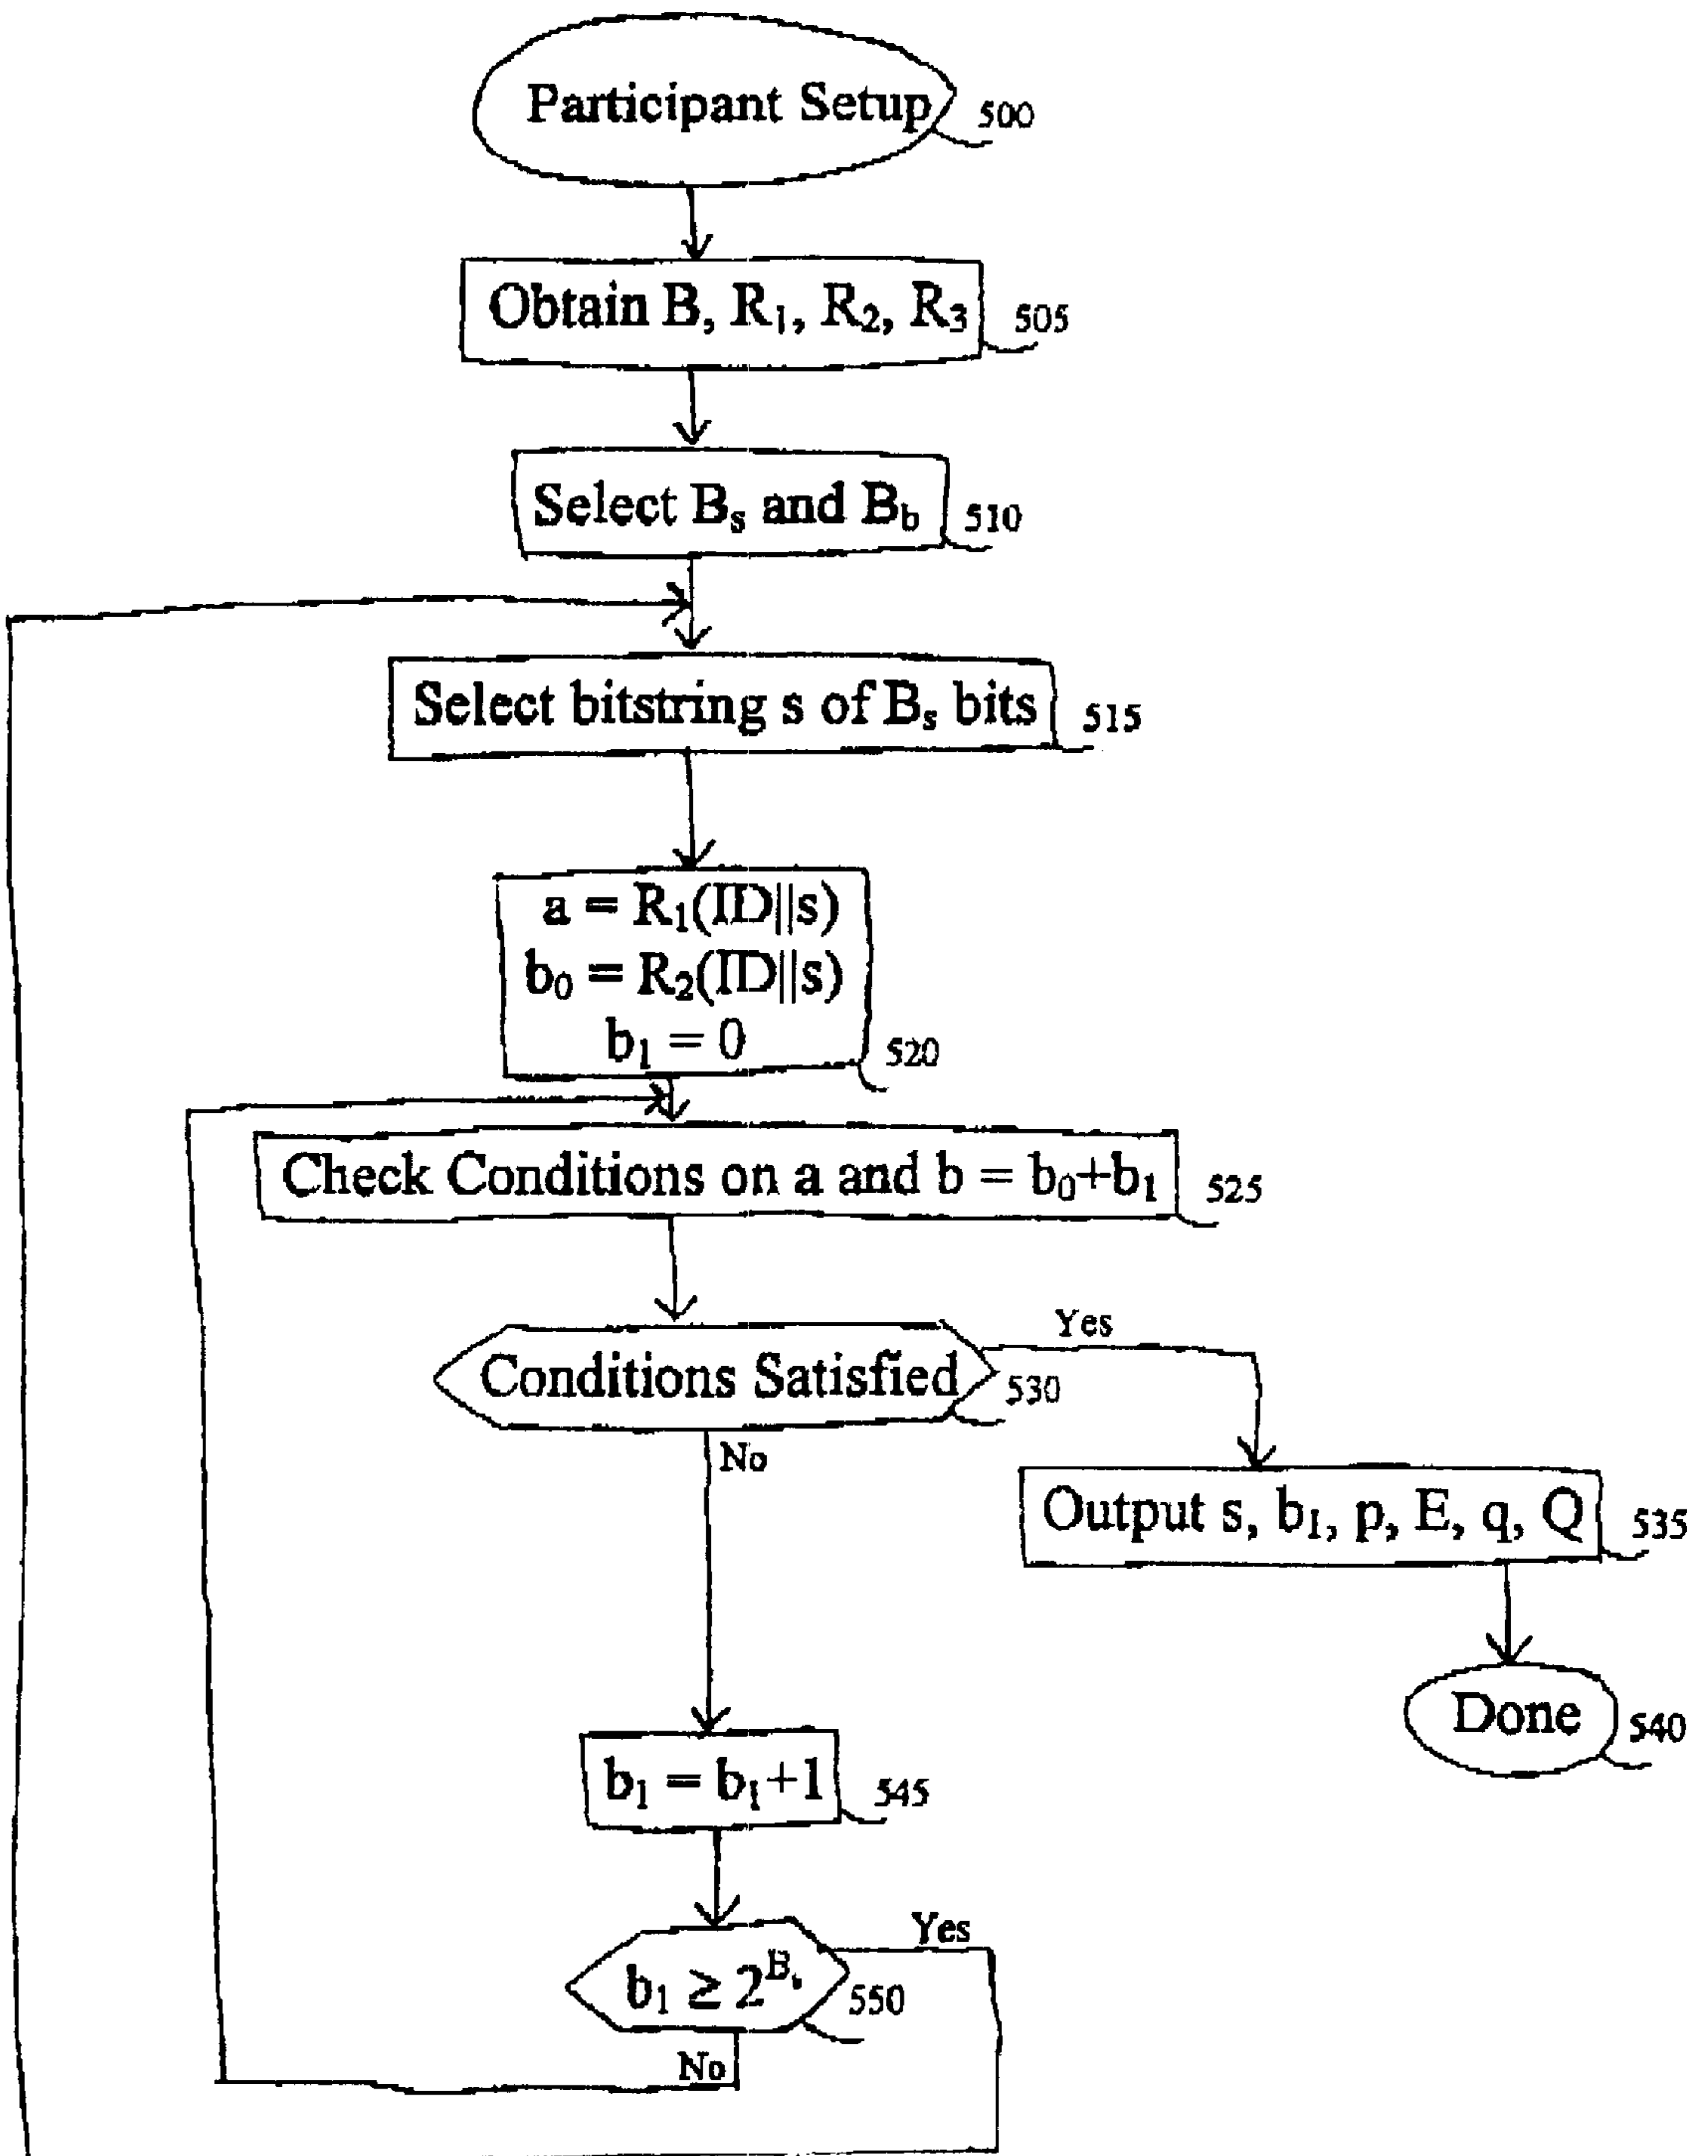 Participant Setup 500
Obtain B, R₁, R₂, R₃ 505
Select Bₛ and B_b 510
Select bitstring s of Bₛ bits 515
a = R₁(ID||s)
b₀ = R₂(ID||s)
b₁ = 0 520
Check Conditions on a and b = b₀+b₁ 525
Conditions Satisfied 530
Yes
No
Output s, b₁, p, E, q, Q 535
Done 540
b₁ = b₁+1 545
b₁ ≥ 2^B 550
Yes
No